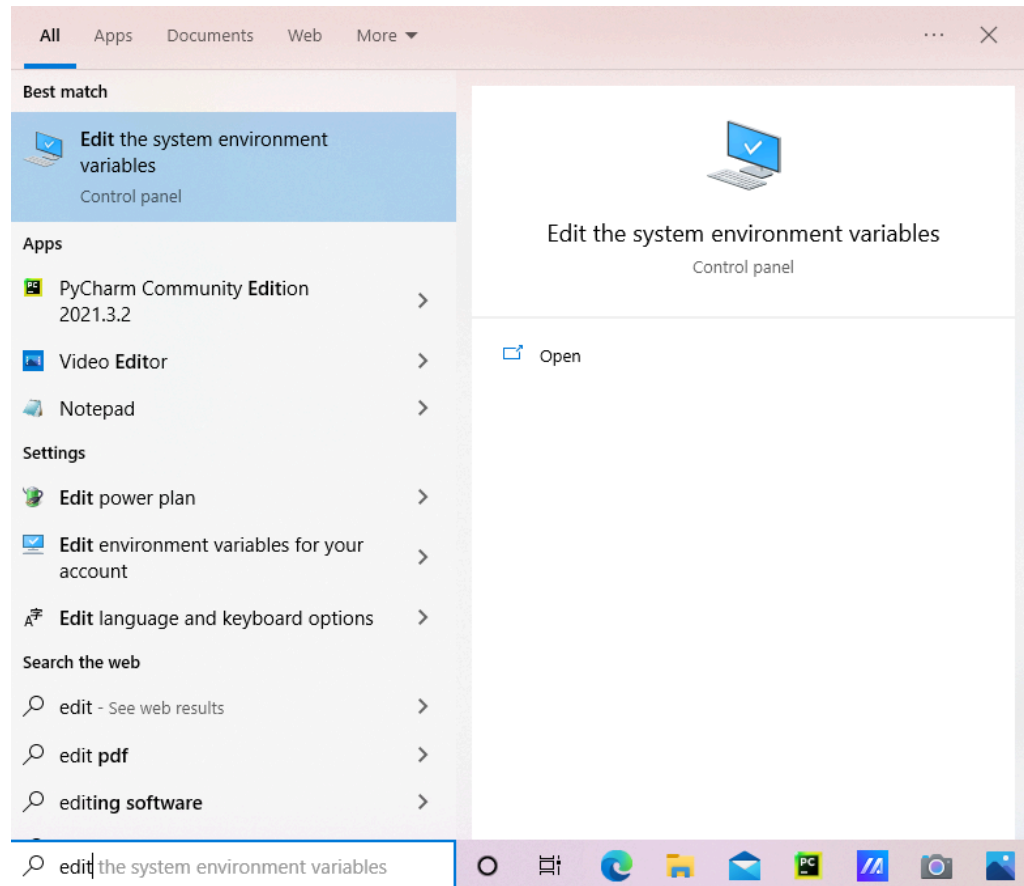 All Apps Documents Web More
Best match
Edit the system environment
variables
Control panel
Apps
PyCharm Community Edition
2021.3.2
Video Editor
Notepad
Settings
Edit power plan
Edit environment variables for your
account
Edit language and keyboard options
Search the web
edit - See web results
edit pdf
editing software
edit the system environment variables
Edit the system environment variables
Control panel
Open